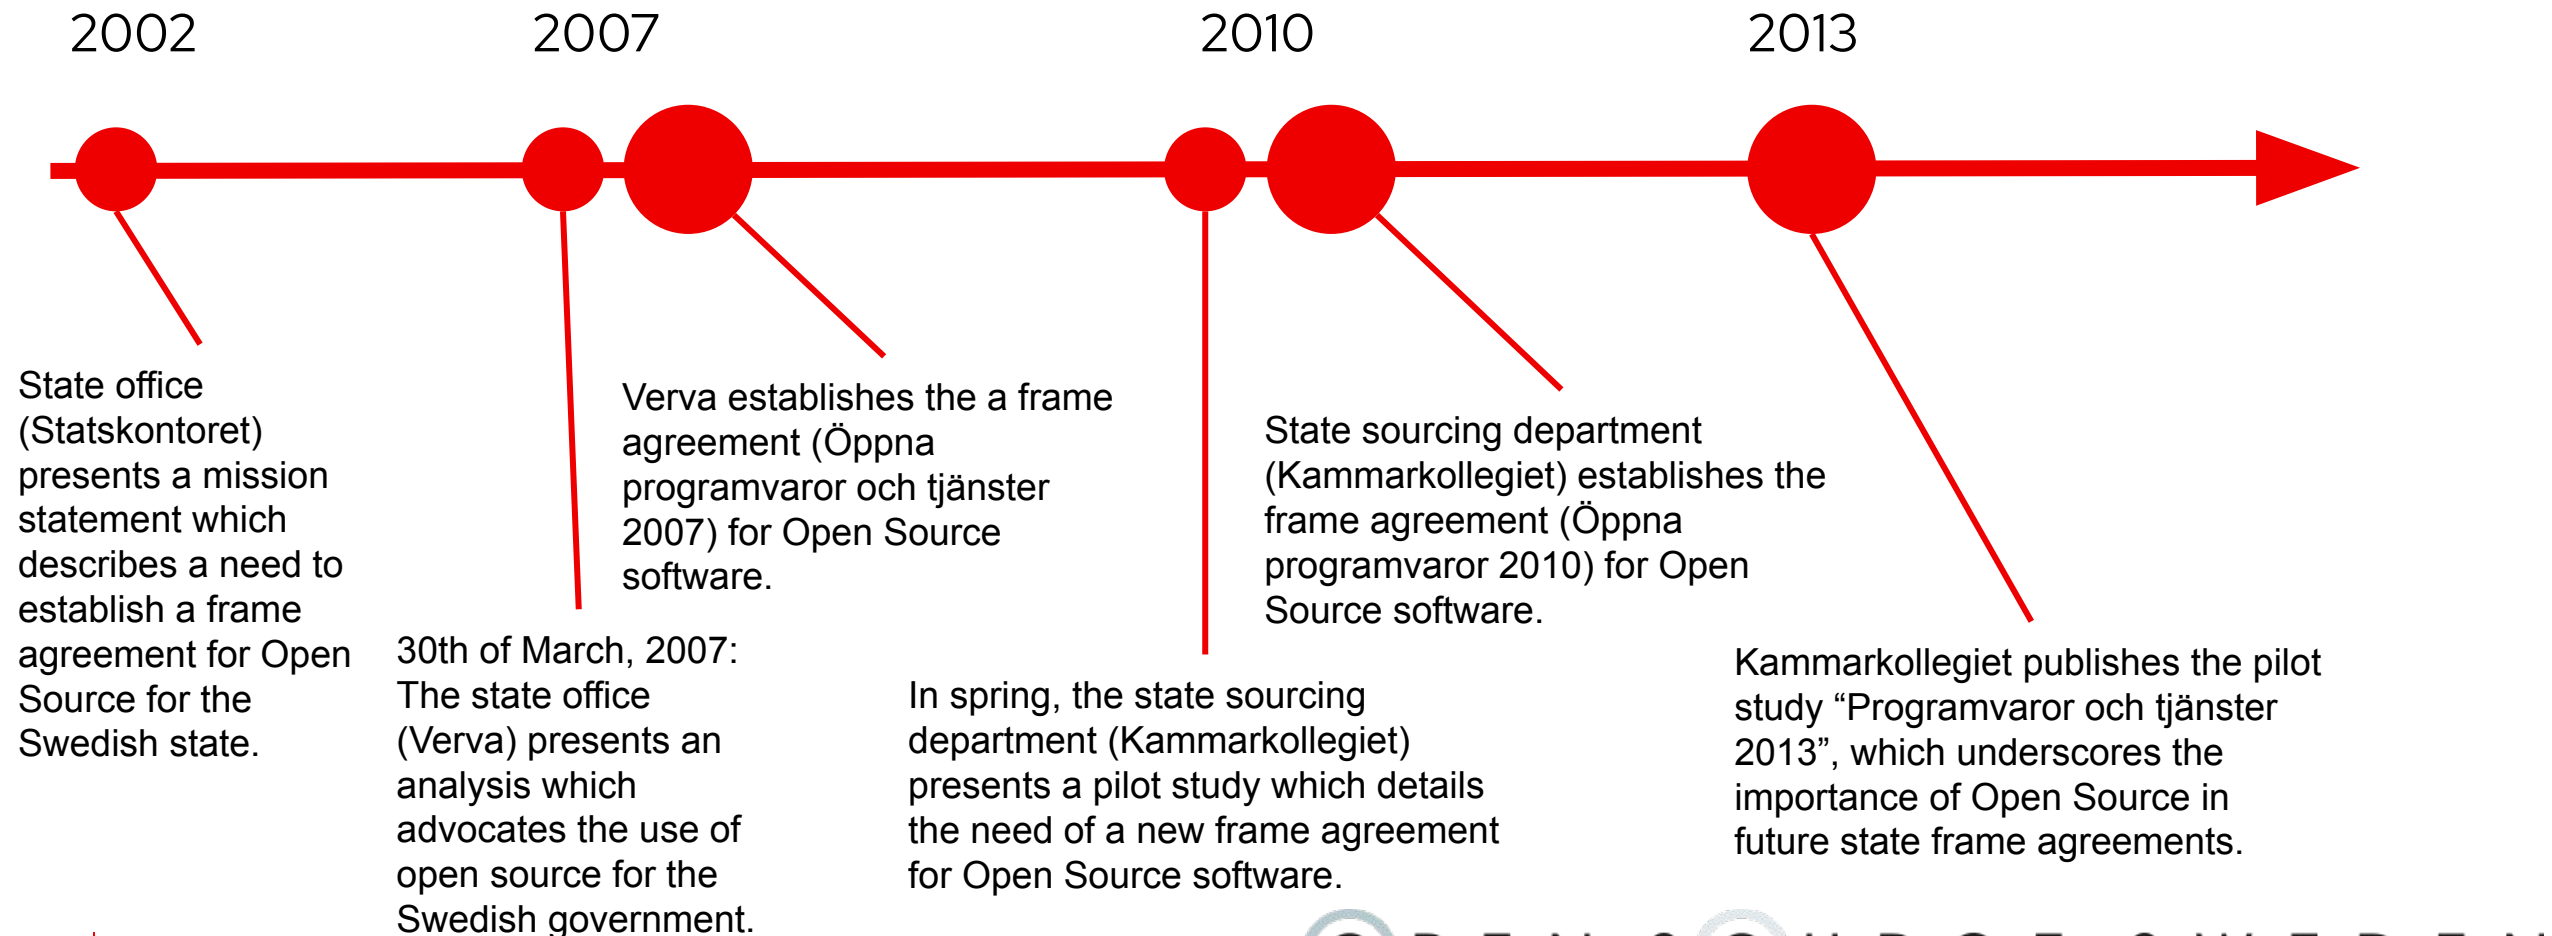 2002
2007
2010
2013
State office
(Statskontoret)
presents a mission
statement which
describes a need to
establish a frame
agreement for Open
Source for the
Swedish state.
30th of March, 2007:
The state office
(Verva) presents an
analysis which
advocates the use of
open source for the
Swedish government.
Verva establishes the a frame
agreement (Öppna
programvaror och tjänster
2007) for Open Source
software.
In spring, the state sourcing
department (Kammarkollegiet)
presents a pilot study which details
the need of a new frame agreement
for Open Source software.
State sourcing department
(Kammarkollegiet) establishes the
frame agreement (Öppna
programvaror 2010) for Open
Source software.
Kammarkollegiet publishes the pilot
study “Programvaror och tjänster
2013”, which underscores the
importance of Open Source in
future state frame agreements.